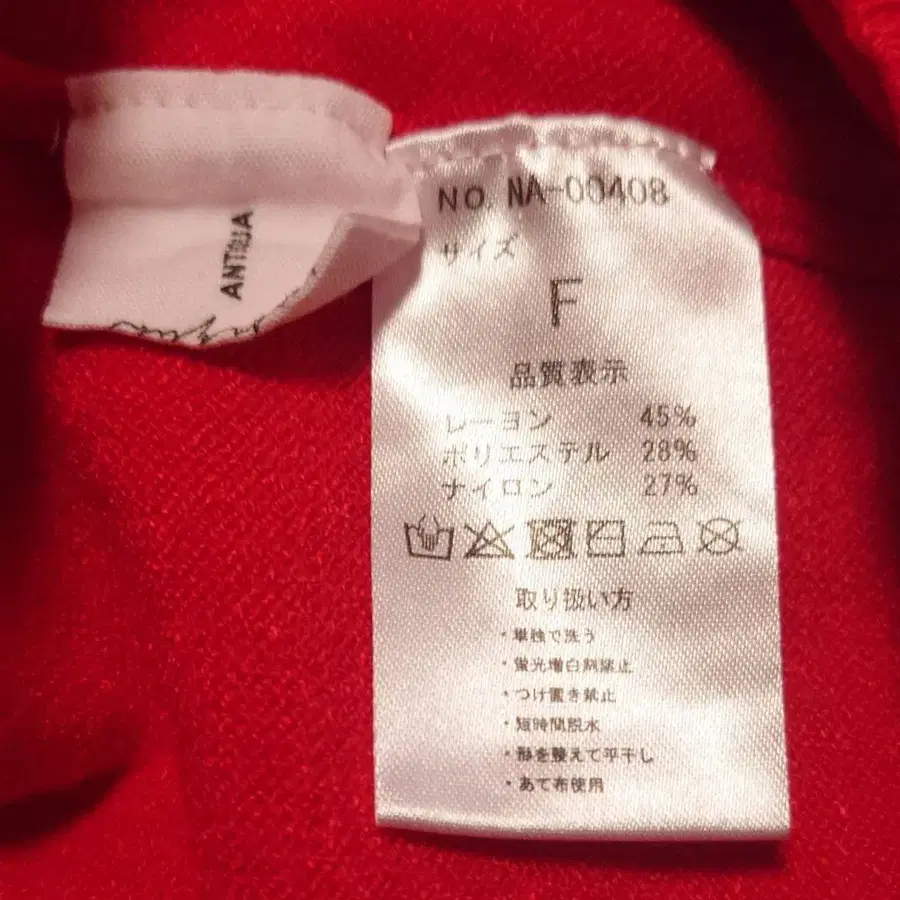 ANTIQUA
NO. NA-00408
サイズ
F
品質表示
レーヨン 45%
ポリエステル 28%
ナイロン 27%
取り扱い方
・単独で洗う
・蛍光増白剤禁止
・つけ置き禁止
・短時間脱水
・形を整えて平干し
・あて布使用